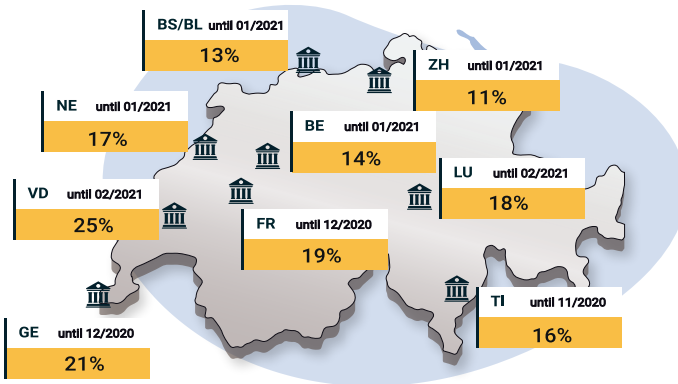 BS/BL until 01/2021
13%
ZH until 01/2021
11%
NE until 01/2021
17%
BE until 01/2021
14%
LU until 02/2021
18%
VD until 02/2021
25%
FR until 12/2020
19%
TI until 11/2020
16%
GE until 12/2020
21%